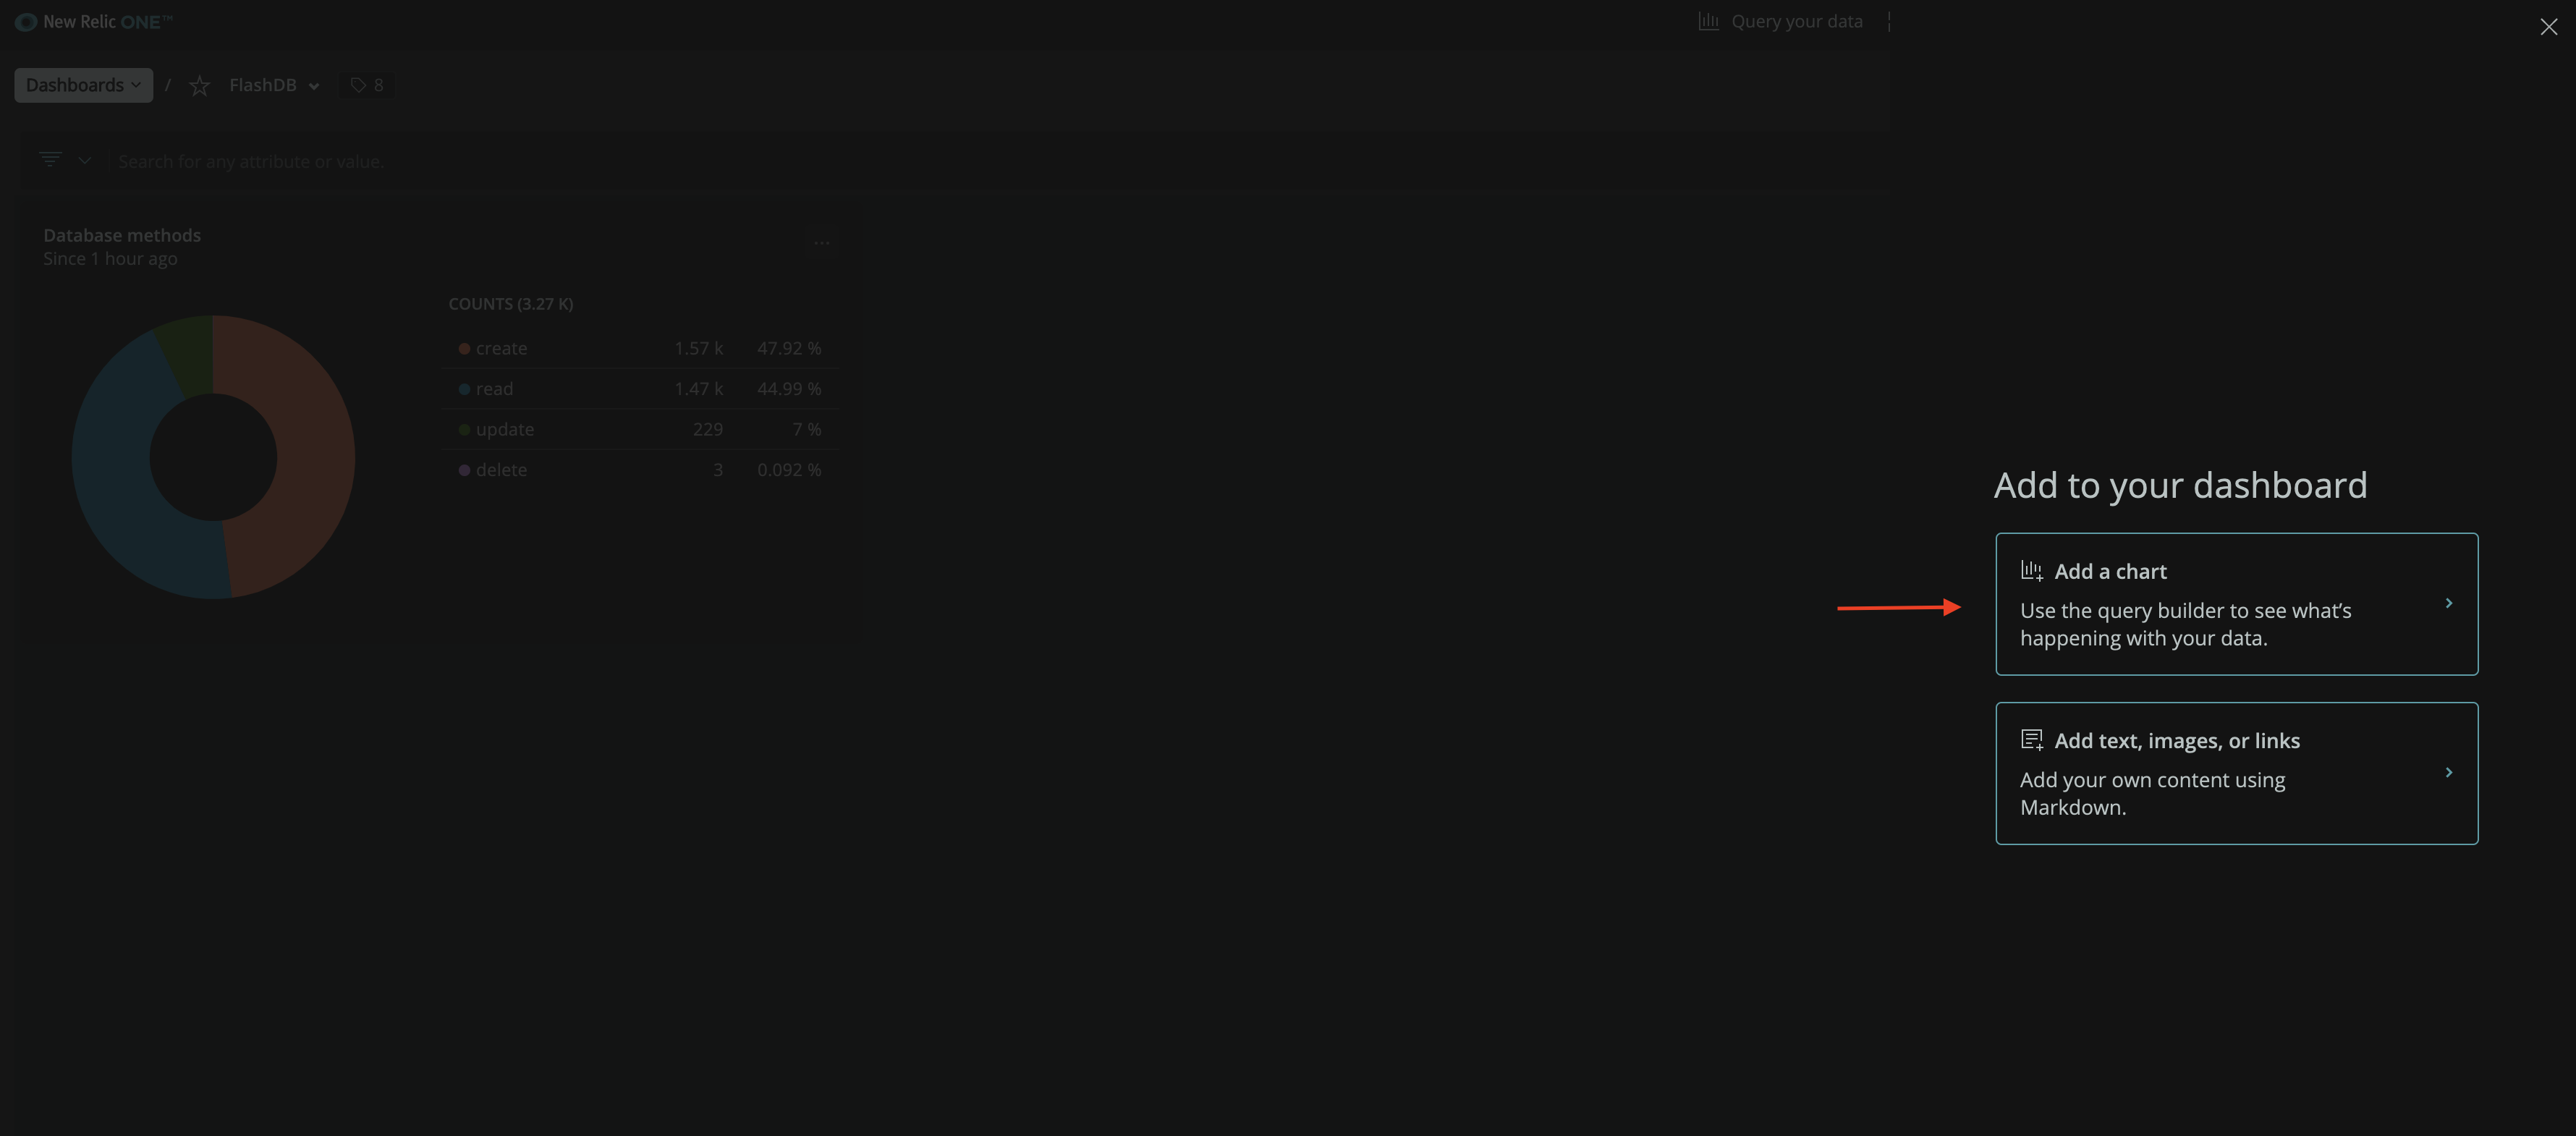 New Relic ONE™
Query your data
Dashboards / FlashDB 8
Search for any attribute or value.
Database methods
Since 1 hour ago
...
COUNTS (3.27 K)
create 1.57 k 47.92 %
read 1.47 k 44.99 %
update 229 7 %
delete 3 0.092 %
Add to your dashboard
Add a chart
Use the query builder to see what's
happening with your data.
Add text, images, or links
Add your own content using
Markdown.